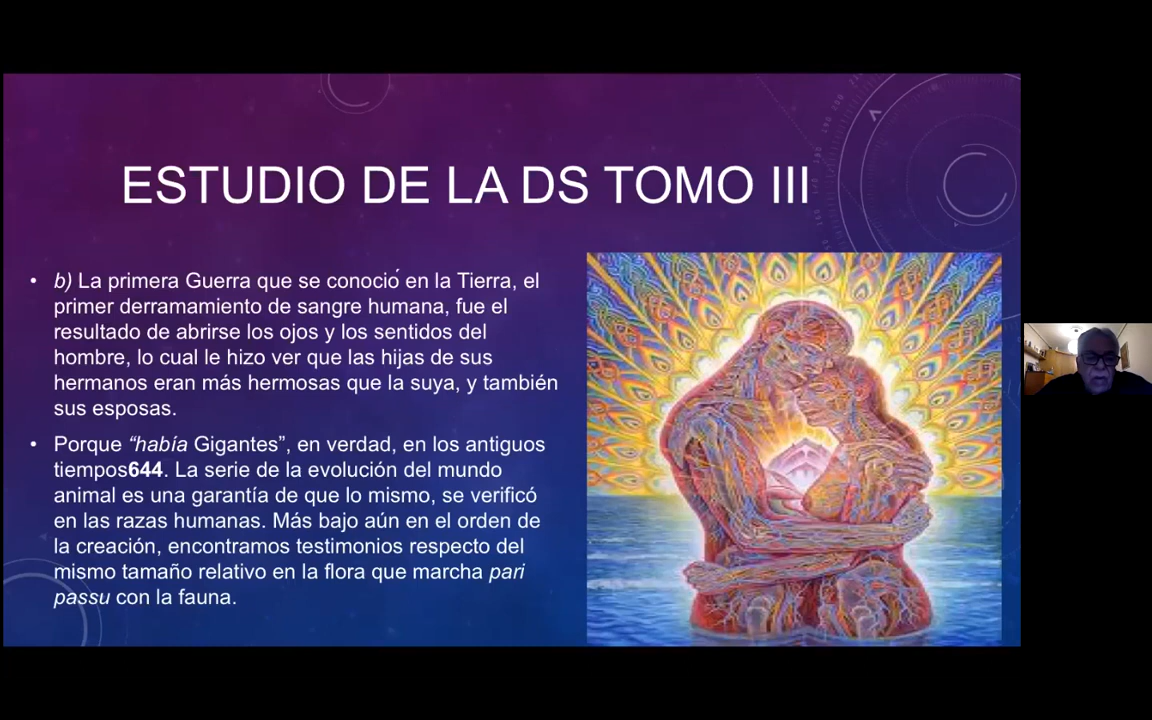 ESTUDIO DE LA DS TOMO III
• b) La primera Guerra que se conoció en la Tierra, el
primer derramamiento de sangre humana, fue el
resultado de abrirse los ojos y los sentidos del
hombre, lo cual le hizo ver que las hijas de sus
hermanos eran más hermosas que la suya, y también
sus esposas.
• Porque “había Gigantes”, en verdad, en los antiguos
tiempos644. La serie de la evolución del mundo
animal es una garantía de que lo mismo, se verificó
en las razas humanas. Más bajo aún en el orden de
la creación, encontramos testimonios respecto del
mismo tamaño relativo en la flora que marcha pari
passu con la fauna.